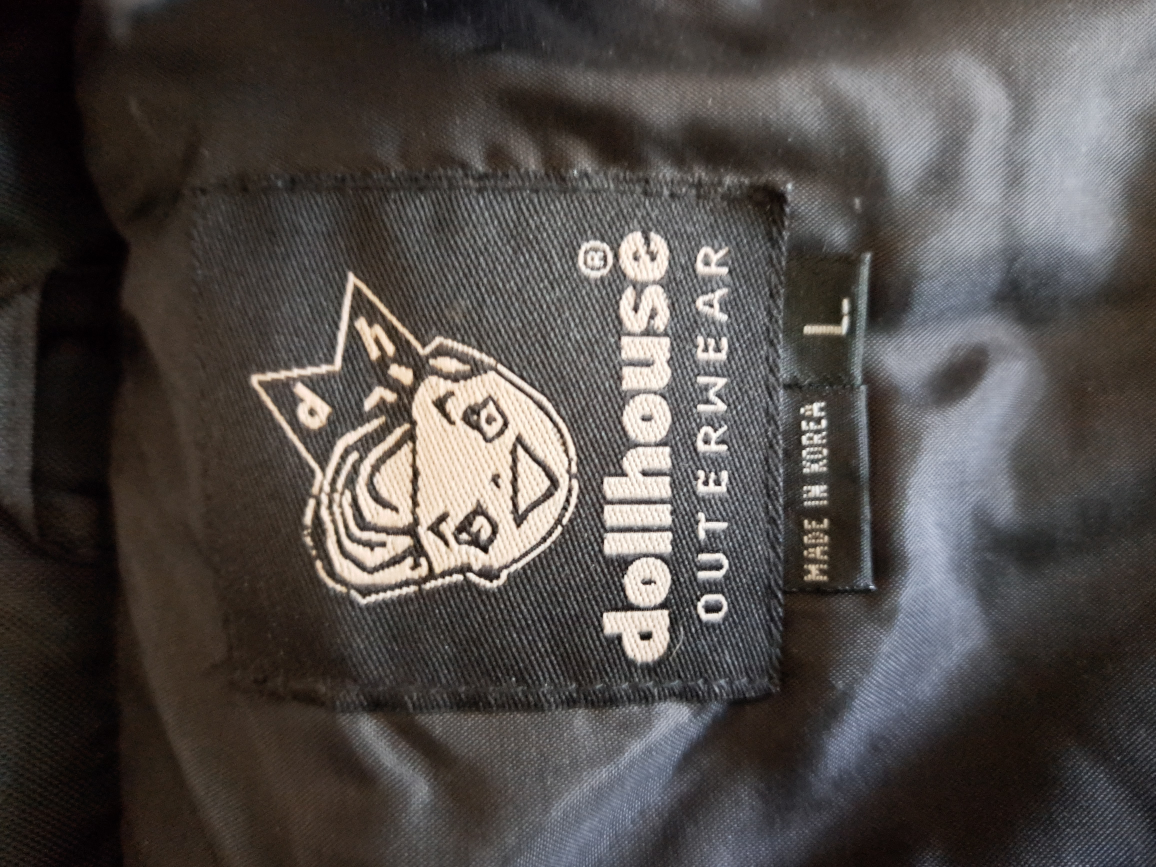 d h
dollhouse®
OUTERWEAR
L
MADE IN KOREA